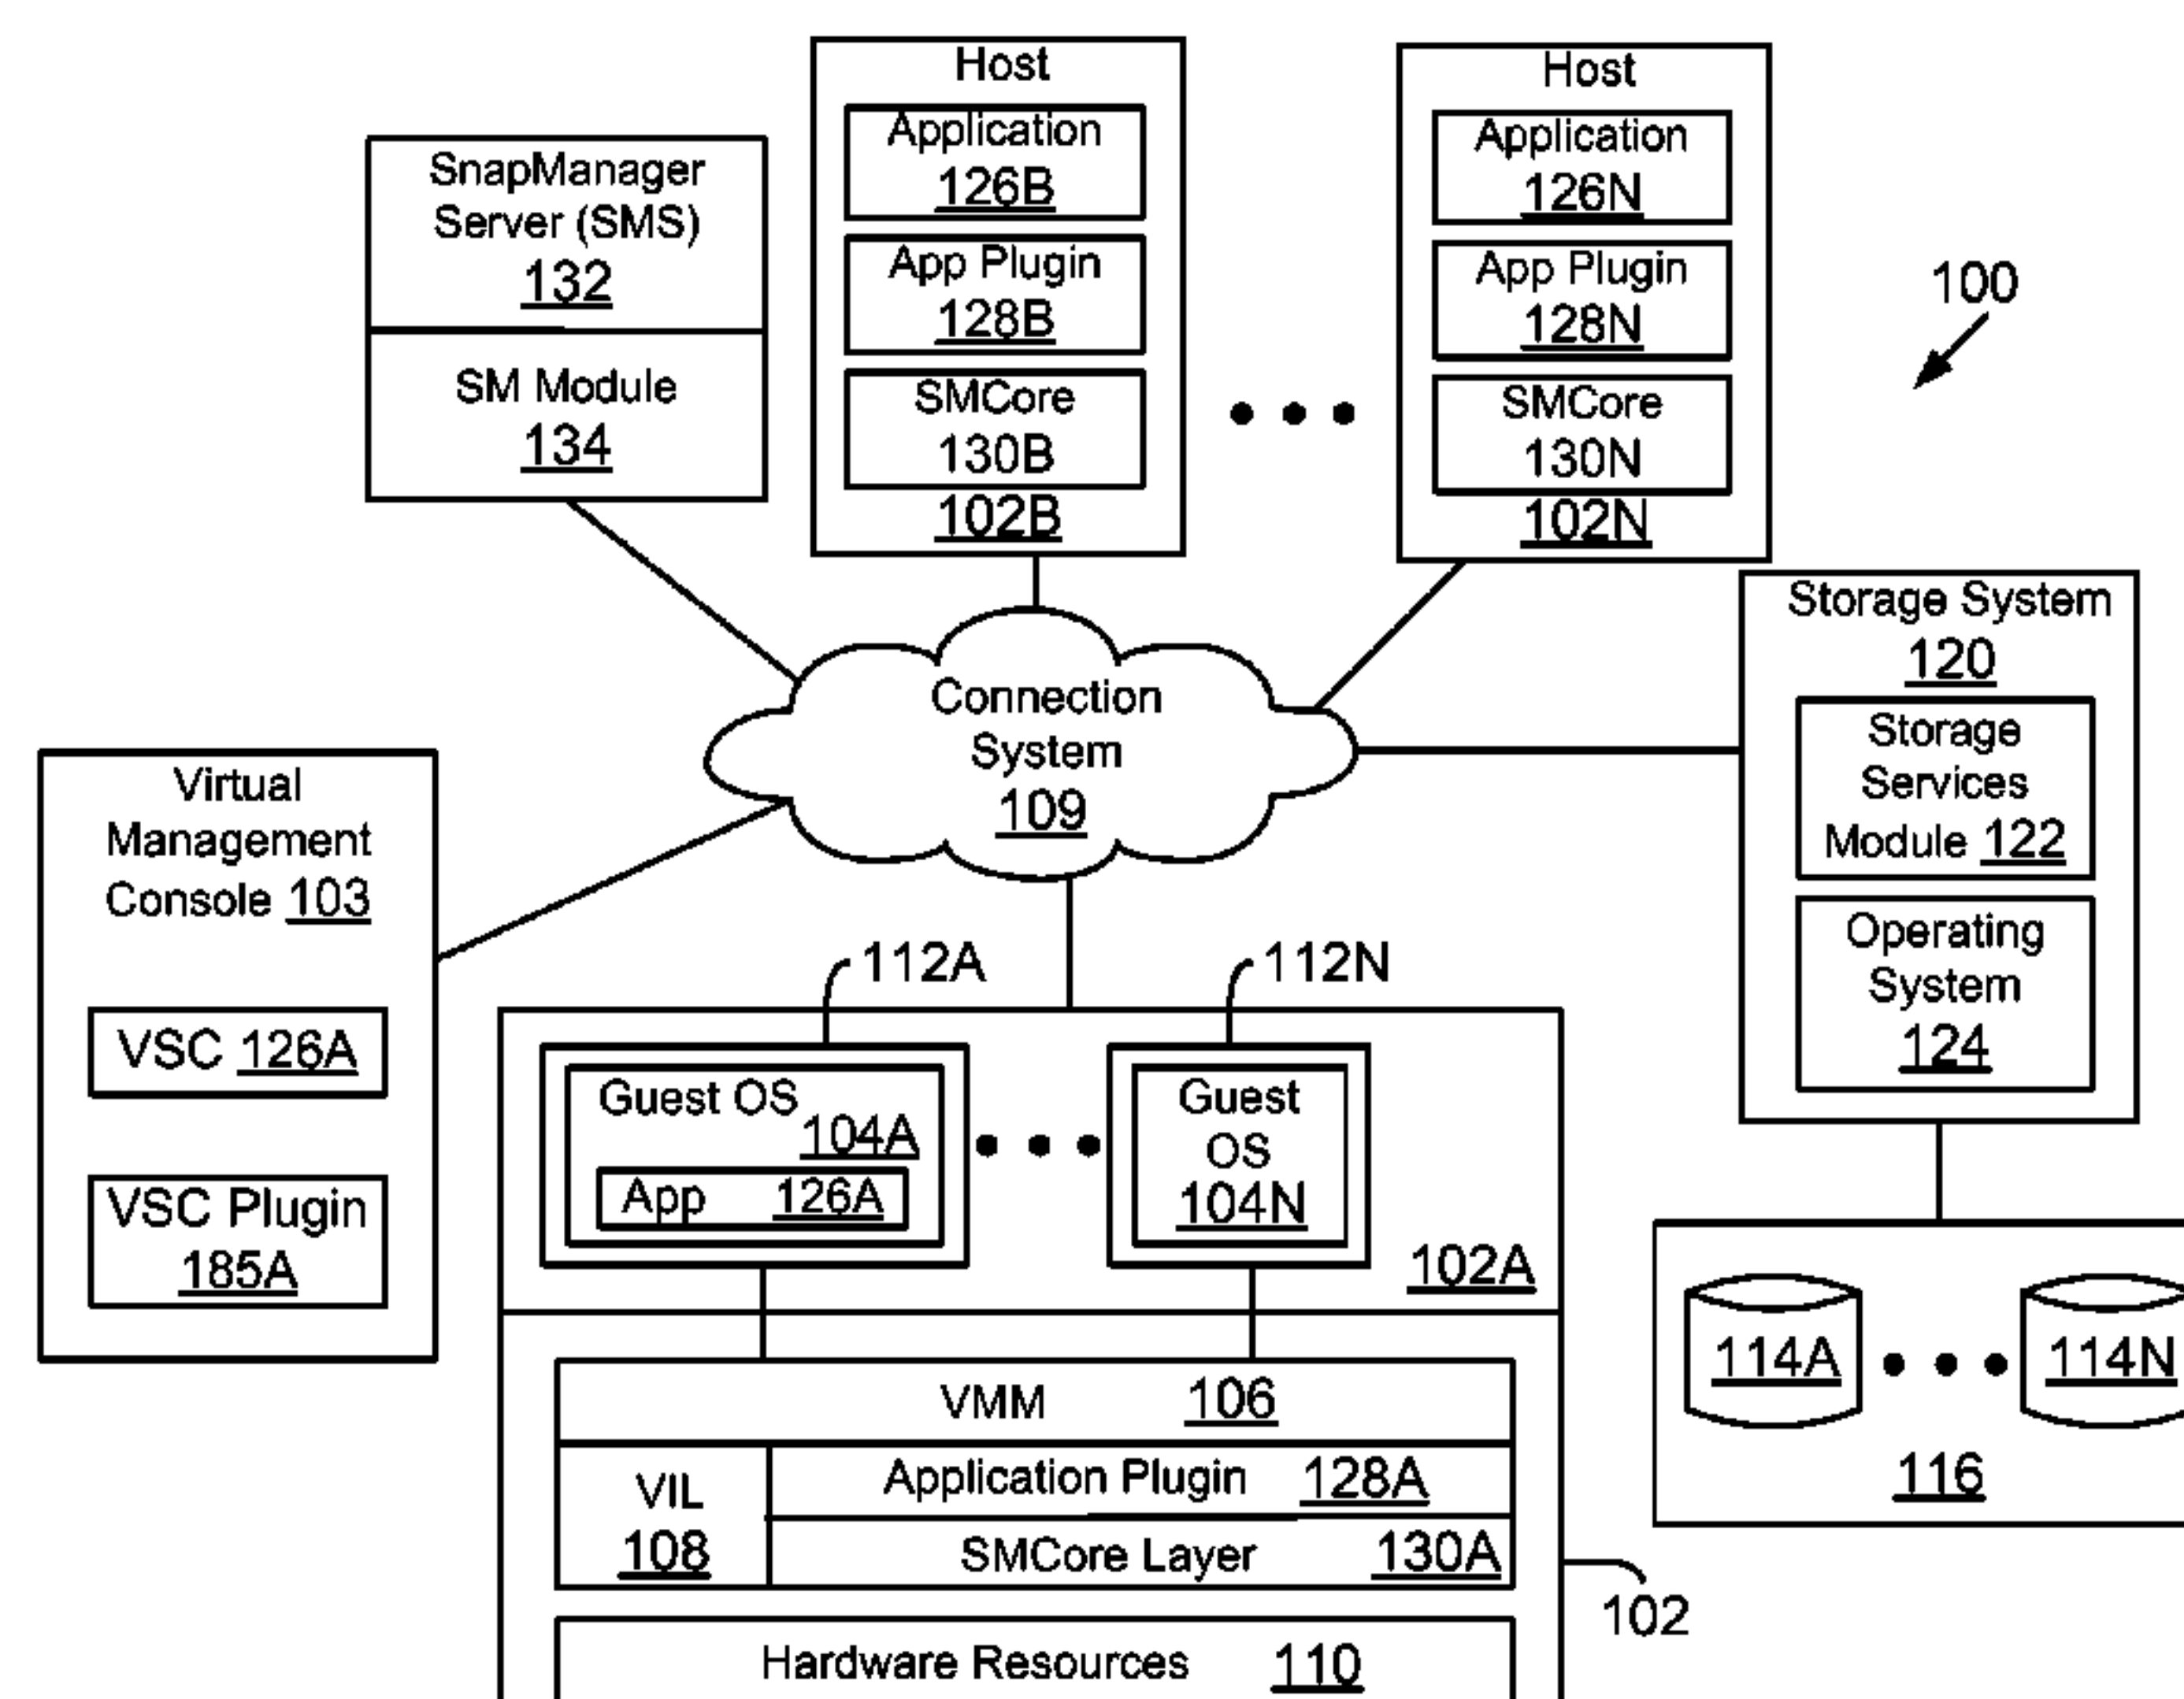 Host
Application
126B
App Plugin
128B
SMCore
130B
102B
Host
Application
126N
App Plugin
128N
SMCore
130N
102N
SnapManager
Server (SMS)
132
SM Module
134
100
Connection
System
109
Storage System
120
Storage
Services
Module 122
Operating
System
124
Virtual
Management
Console 103
VSC 126A
VSC Plugin
185A
112A
112N
Guest OS
104A
App 126A
Guest
OS
104N
102A
VMM 106
VIL
108
Application Plugin 128A
SMCore Layer 130A
Hardware Resources 110
102
114A
114N
116